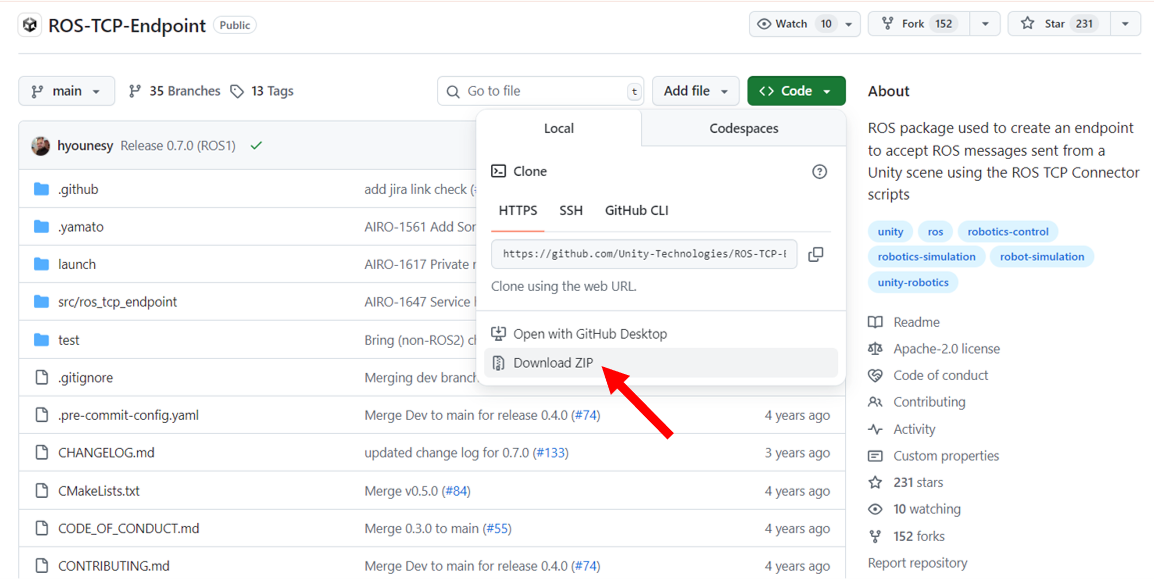 ROS-TCP-Endpoint Public
Watch 10
Fork 152
Star 231
main
35 Branches
13 Tags
Go to file t
Add file
Code
hyounesy Release 0.7.0 (ROS1)
.github add jira link check (
.yamato AIRO-1561 Add Sor
launch AIRO-1617 Private
src/ros_tcp_endpoint AIRO-1647 Service
test Bring (non-ROS2)
.gitignore Merging dev branch
.pre-commit-config.yaml Merge Dev to main for release 0.4.0 (#74) 4 years ago
CHANGELOG.md updated change log for 0.7.0 (#133) 3 years ago
CMakeLists.txt Merge v0.5.0 (#84) 4 years ago
CODE_OF_CONDUCT.md Merge 0.3.0 to main (#55) 4 years ago
CONTRIBUTING.md Merge Dev to main for release 0.4.0 (#74) 4 years ago
Local
Codespaces
Clone
HTTPS SSH GitHub CLI
https://github.com/Unity-Technologies/ROS-TCP-E
Clone using the web URL.
Open with GitHub Desktop
Download ZIP
About
ROS package used to create an endpoint
to accept ROS messages sent from a
Unity scene using the ROS TCP Connector
scripts
unity ros robotics-control
robotics-simulation robot-simulation
unity-robotics
Readme
Apache-2.0 license
Code of conduct
Contributing
Activity
Custom properties
231 stars
10 watching
152 forks
Report repository